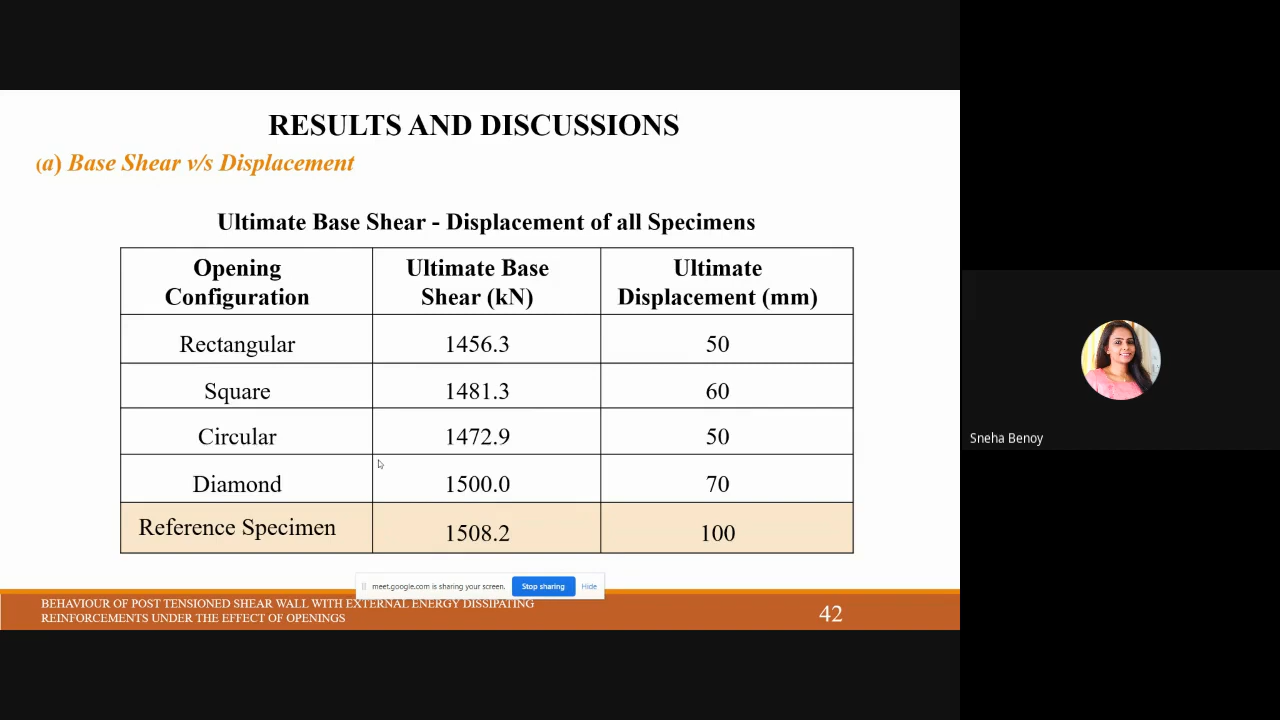 RESULTS AND DISCUSSIONS
(a) Base Shear v/s Displacement
Ultimate Base Shear - Displacement of all Specimens
Opening Configuration Ultimate Base Shear (kN) Ultimate Displacement (mm)
Rectangular 1456.3 50
Square 1481.3 60
Circular 1472.9 50
Diamond 1500.0 70
Reference Specimen 1508.2 100
meet.google.com is sharing your screen. Stop sharing Hide
BEHAVIOUR OF POST TENSIONED SHEAR WALL WITH EXTERNAL ENERGY DISSIPATING
REINFORCEMENTS UNDER THE EFFECT OF OPENINGS
42
Sneha Benoy